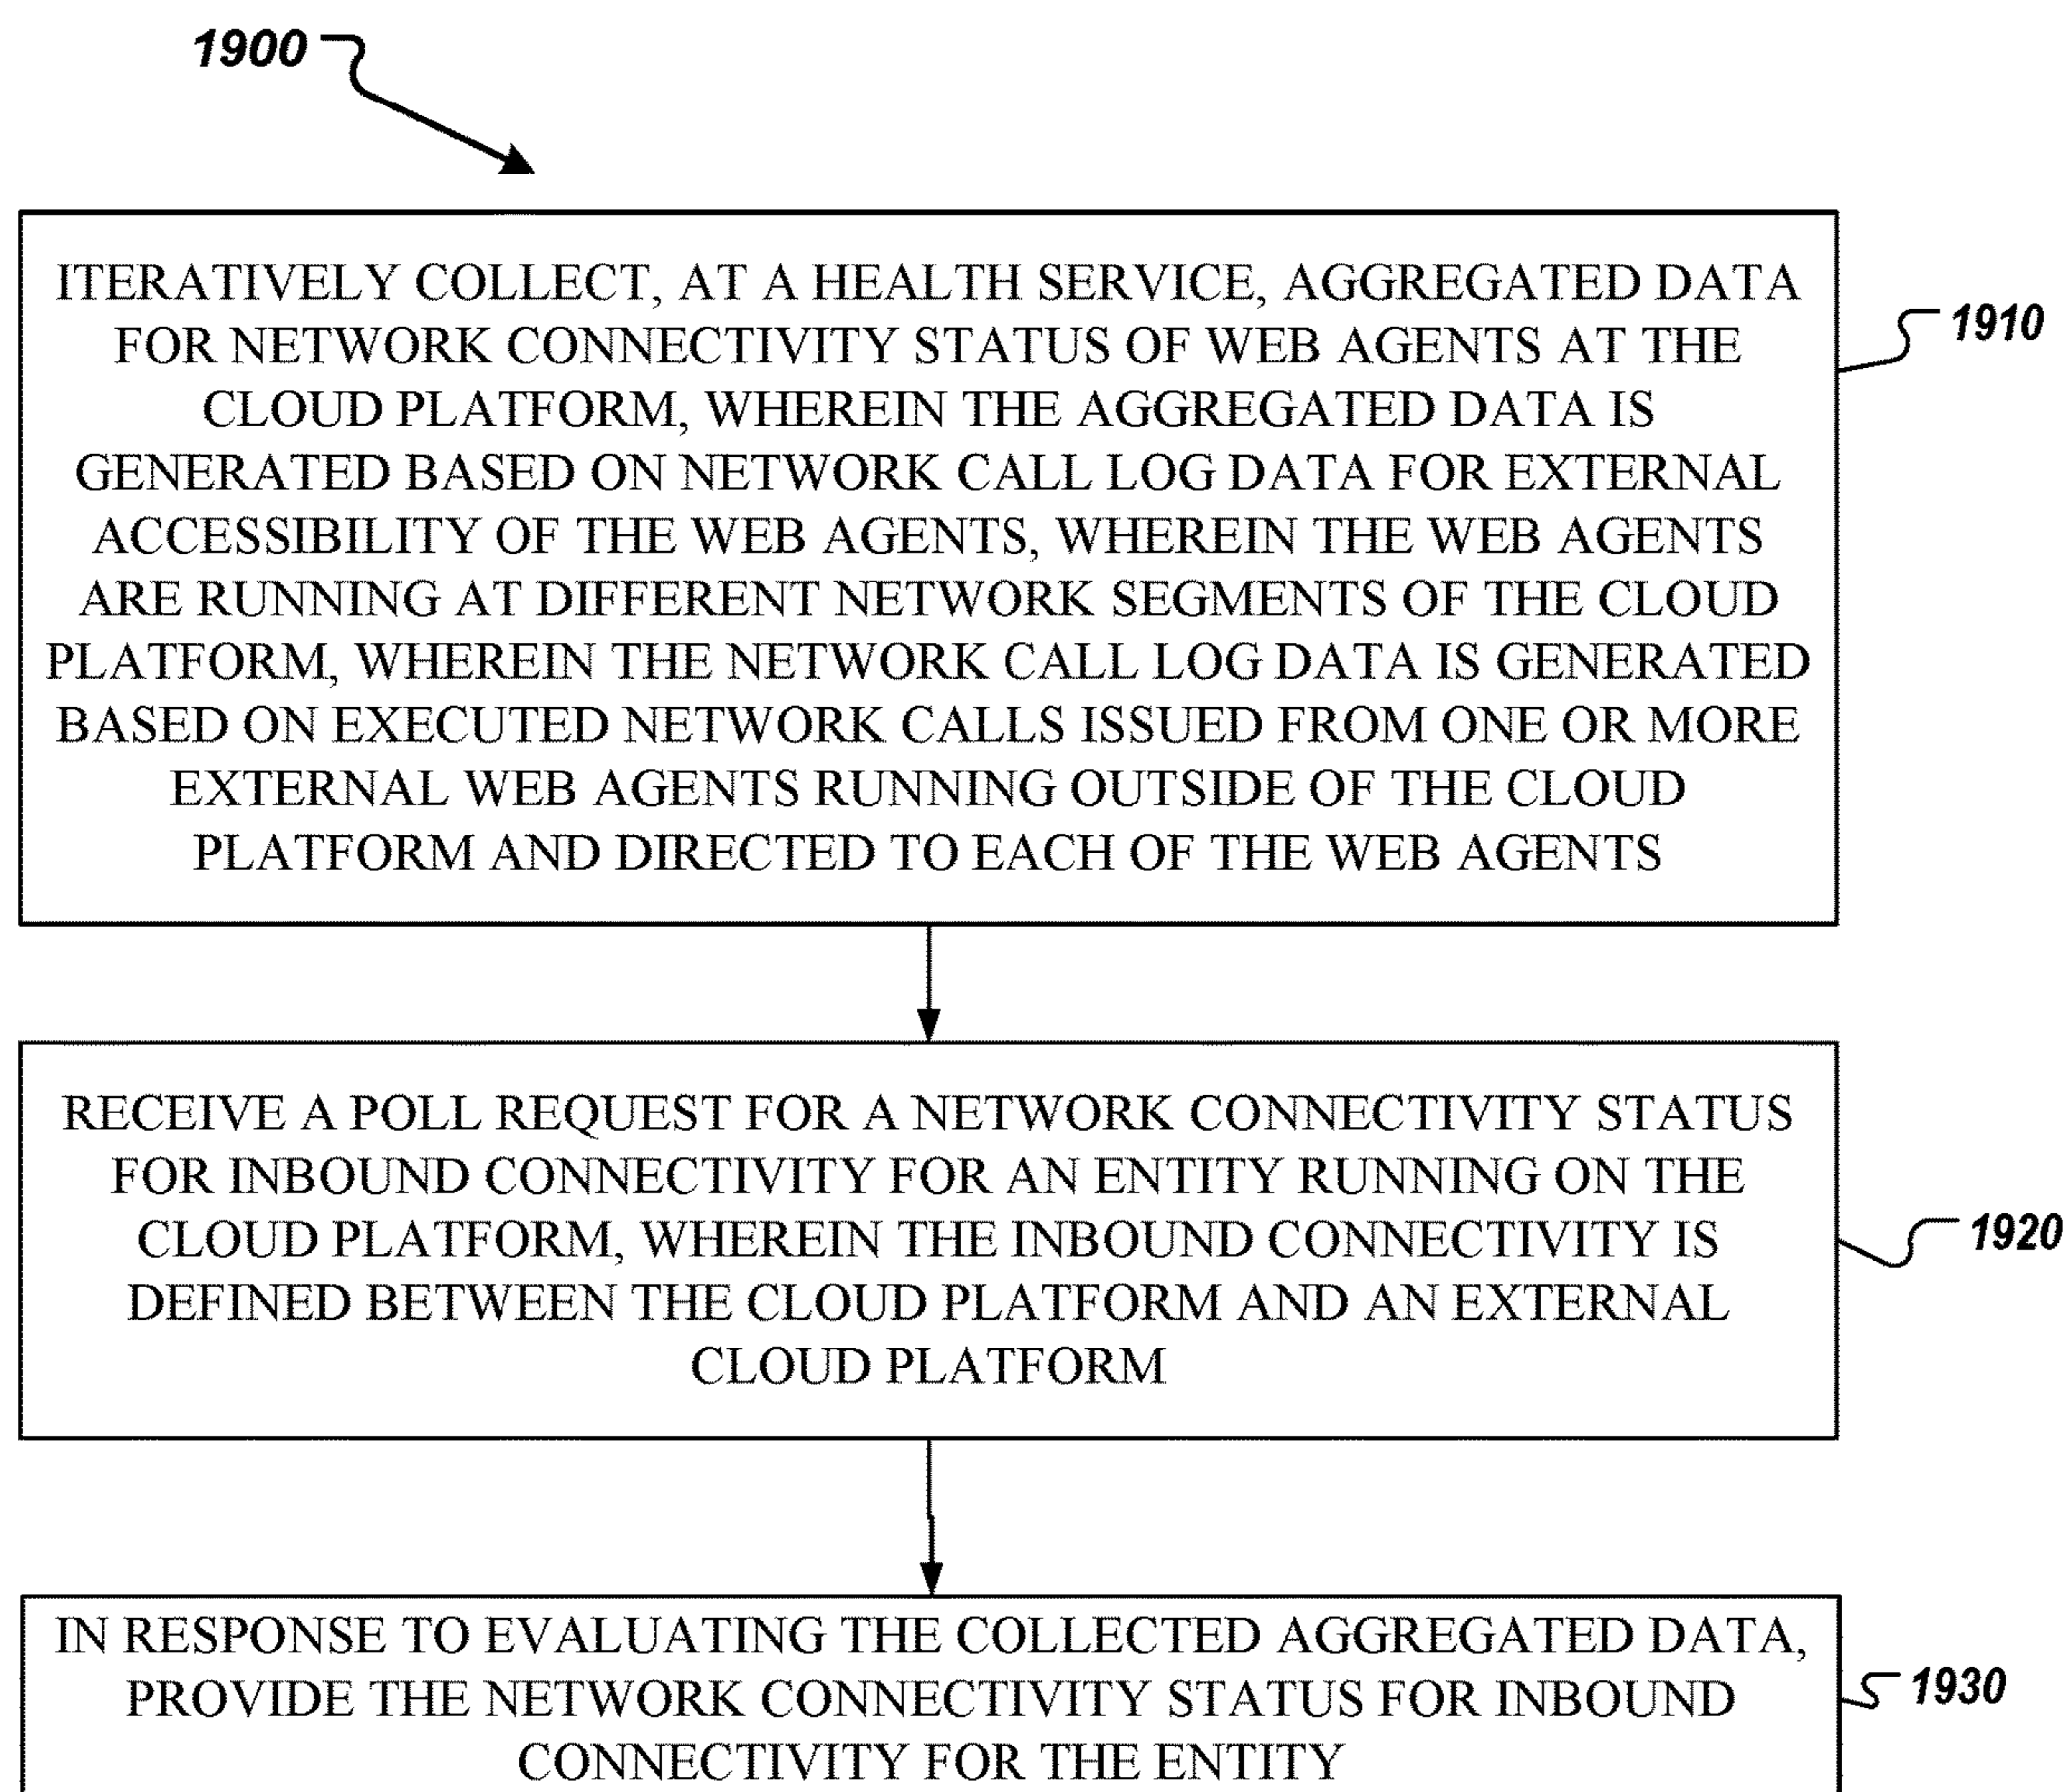 1900
ITERATIVELY COLLECT, AT A HEALTH SERVICE, AGGREGATED DATA
FOR NETWORK CONNECTIVITY STATUS OF WEB AGENTS AT THE
CLOUD PLATFORM, WHEREIN THE AGGREGATED DATA IS
GENERATED BASED ON NETWORK CALL LOG DATA FOR EXTERNAL
ACCESSIBILITY OF THE WEB AGENTS, WHEREIN THE WEB AGENTS
ARE RUNNING AT DIFFERENT NETWORK SEGMENTS OF THE CLOUD
PLATFORM, WHEREIN THE NETWORK CALL LOG DATA IS GENERATED
BASED ON EXECUTED NETWORK CALLS ISSUED FROM ONE OR MORE
EXTERNAL WEB AGENTS RUNNING OUTSIDE OF THE CLOUD
PLATFORM AND DIRECTED TO EACH OF THE WEB AGENTS
1910
RECEIVE A POLL REQUEST FOR A NETWORK CONNECTIVITY STATUS
FOR INBOUND CONNECTIVITY FOR AN ENTITY RUNNING ON THE
CLOUD PLATFORM, WHEREIN THE INBOUND CONNECTIVITY IS
DEFINED BETWEEN THE CLOUD PLATFORM AND AN EXTERNAL
CLOUD PLATFORM
1920
IN RESPONSE TO EVALUATING THE COLLECTED AGGREGATED DATA,
PROVIDE THE NETWORK CONNECTIVITY STATUS FOR INBOUND
CONNECTIVITY FOR THE ENTITY
1930